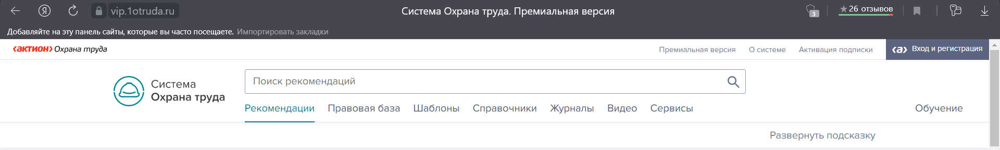 Я vip.1otruda.ru Система Охрана труда. Премиальная версия 3 ★26 отзывов
Добавляйте на эту панель сайты, которые вы часто посещаете. Импортировать закладки
‹актион› Охрана труда Премиальная версия О системе Активация подписки ‹а› Вход и регистрация
Поиск рекомендаций
Система
Охрана труда
Рекомендации Правовая база Шаблоны Справочники Журналы Видео Сервисы Обучение
Развернуть подсказку